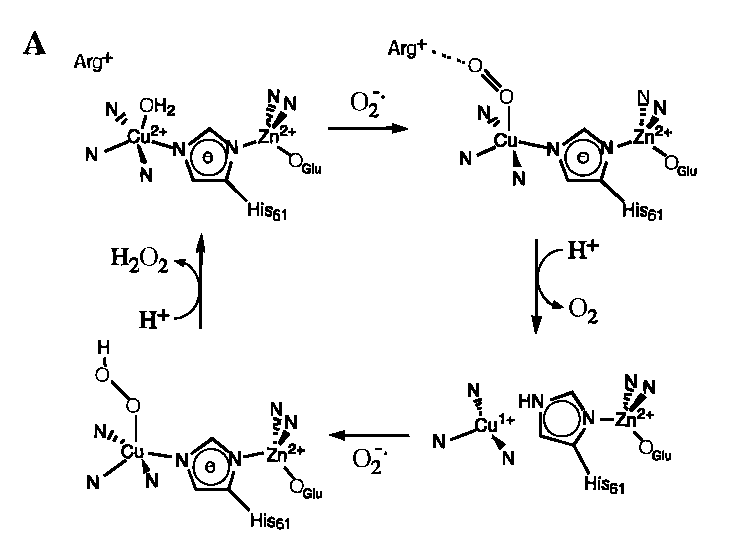 A
Arg+
N
OH2
Cu2+
N
N
N
N
N
N
Zn2+
OGlu
ɵ
His61
O2-·
Arg+
O
O
N
Cu
N
N
N
N
N
N
Zn2+
OGlu
ɵ
His61
H2O2
H+
H+
O2
H
O
O
N
Cu
N
N
N
N
N
N
Zn2+
OGlu
ɵ
His61
O2-·
N
Cu1+
N
N
HN
N
N
N
Zn2+
OGlu
His61